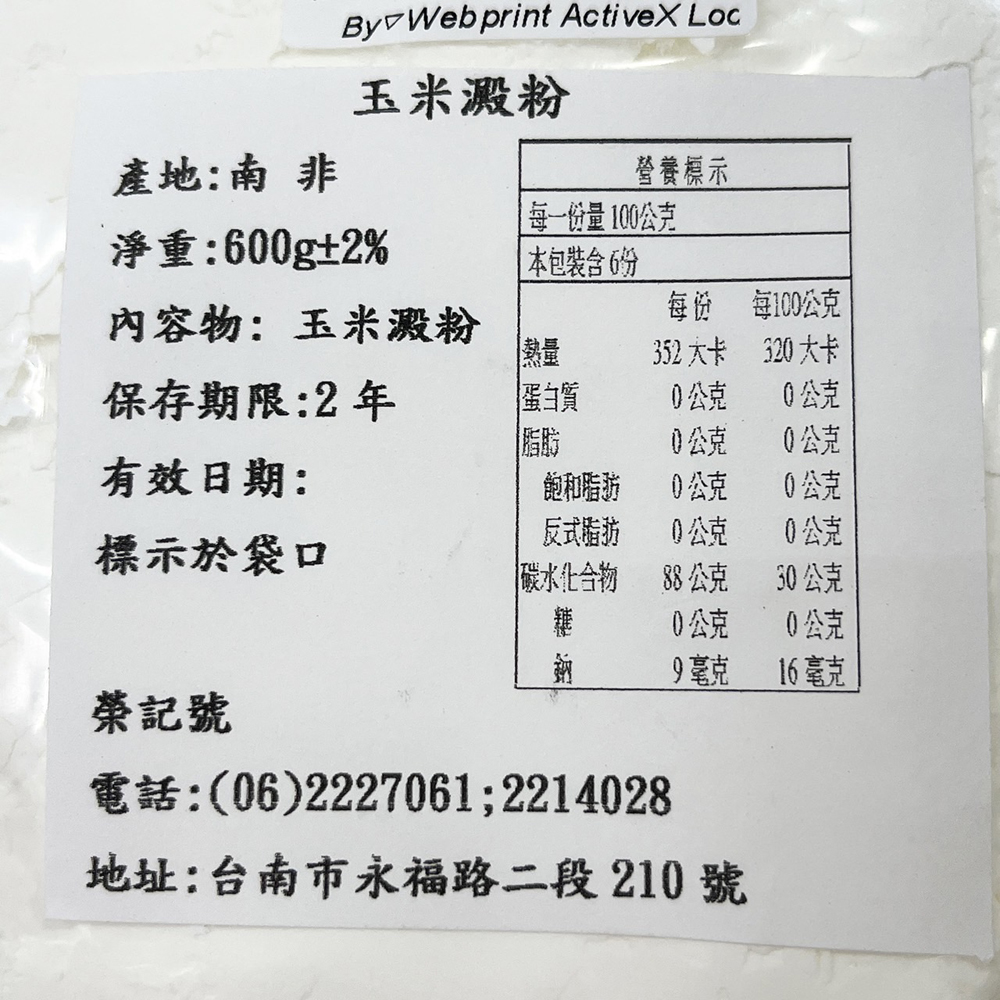 By▽Webprint ActiveX Loc
玉米澱粉
產地:南 非
淨重:600g±2%
內容物: 玉米澱粉
保存期限:2 年
有效日期:
標示於袋口
營養標示
每一份量 100公克
本包裝含 6份
每份 每100公克
熱量 352 大卡 320 大卡
蛋白質 0 公克 0 公克
脂肪 0 公克 0 公克
飽和脂肪 0 公克 0 公克
反式脂肪 0 公克 0 公克
碳水化合物 88 公克 30 公克
糖 0 公克 0 公克
鈉 9 毫克 16 毫克
榮記號
電話:(06)2227061;2214028
地址:台南市永福路二段 210 號